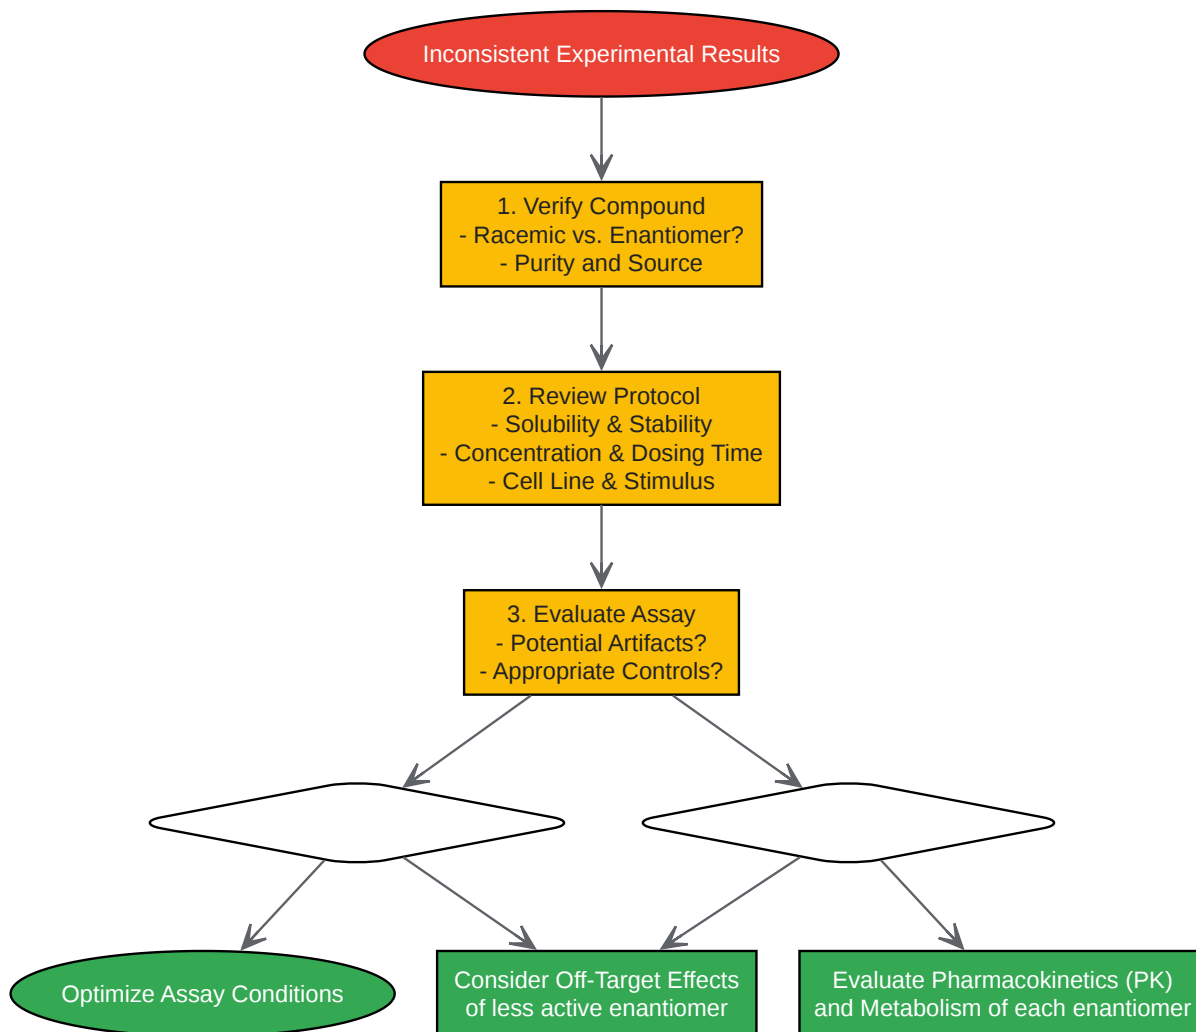 Inconsistent Experimental Results
1. Verify Compound
- Racemic vs. Enantiomer?
- Purity and Source
2. Review Protocol
- Solubility & Stability
- Concentration & Dosing Time
- Cell Line & Stimulus
3. Evaluate Assay
- Potential Artifacts?
- Appropriate Controls?
Optimize Assay Conditions
Consider Off-Target Effects
of less active enantiomer
Evaluate Pharmacokinetics (PK)
and Metabolism of each enantiomer